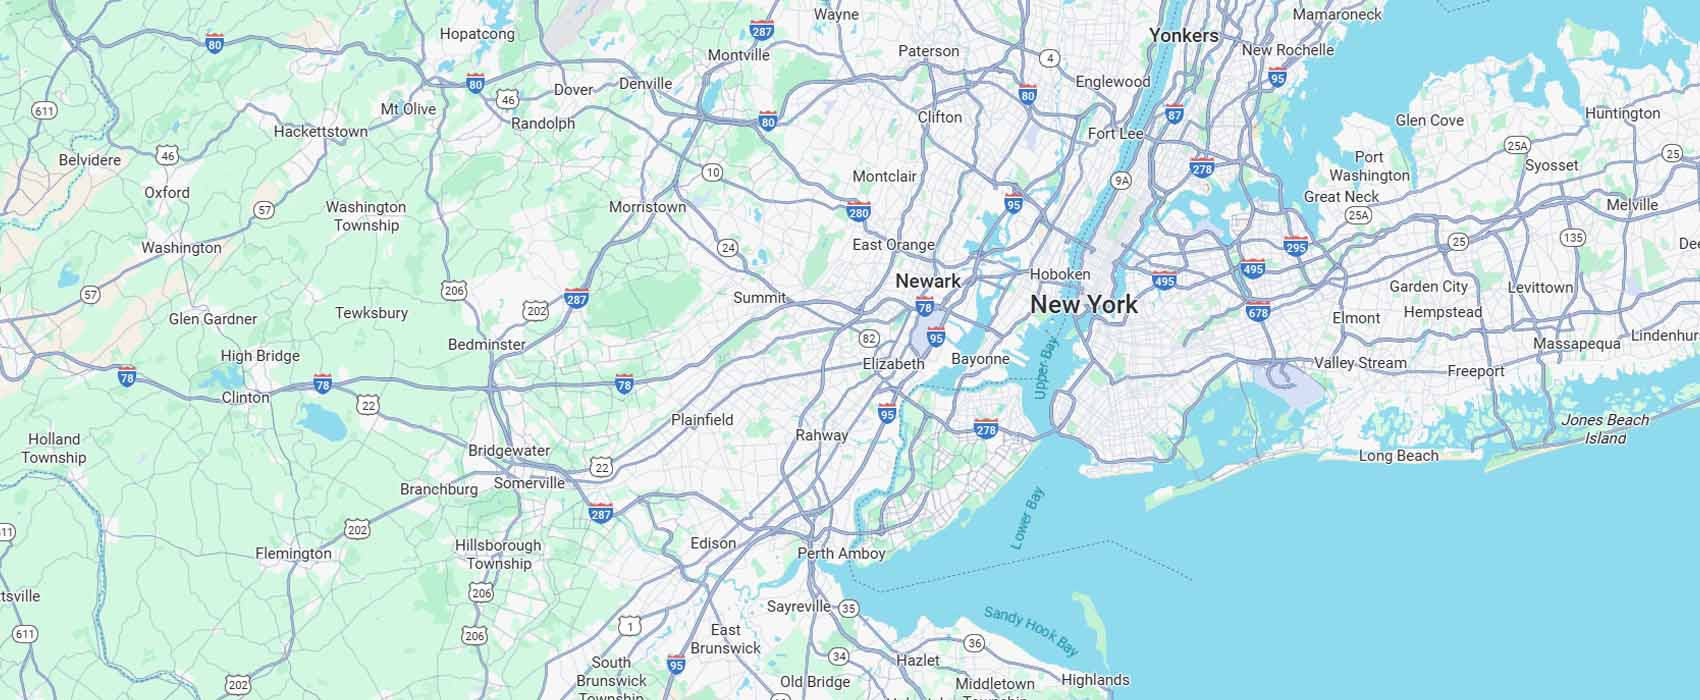 Wayne
Mamaroneck
Hopatcong
287
Yonkers
80
Montville
Paterson
New Rochelle
4
95
80
Denville
Englewood
Dover
46
80
611
Mt Olive
87
Huntington
Randolph
80
Clifton
Glen Cove
Hackettstown
Fort Lee
25A
25
46
Belvidere
Port
Washington
Syosset
278
10
Montclair
9A
Oxford
Great Neck
57
Washington
Township
Morristown
280
95
25A
Melville
135
25
Washington
24
East Orange
295
Dee
Hoboken
495
Newark
495
90
206
202
287
Summit
78
New York
Garden City
Levittown
Glen Gardner
Tewksbury
678
Elmont
Hempstead
82
95
Lindenhurs
Bedminster
Massapequa
High Bridge
Elizabeth
Bayonne
Upper Bay
Valley Stream
Freeport
78
78
78
Clinton
22
95
Plainfield
278
Jones Beach
Island
Holland
Township
Rahway
Bridgewater
Long Beach
22
Branchburg
Somerville
287
Lower Bay
202
11
Edison
Hillsborough
Township
Flemington
Perth Amboy
206
tsville
Sayreville
35
Sandy Hook Bay
611
206
1
East
Brunswick
36
34
95
South
Brunswick
Township
Hazlet
202
Old Bridge
Middletown
Highlands